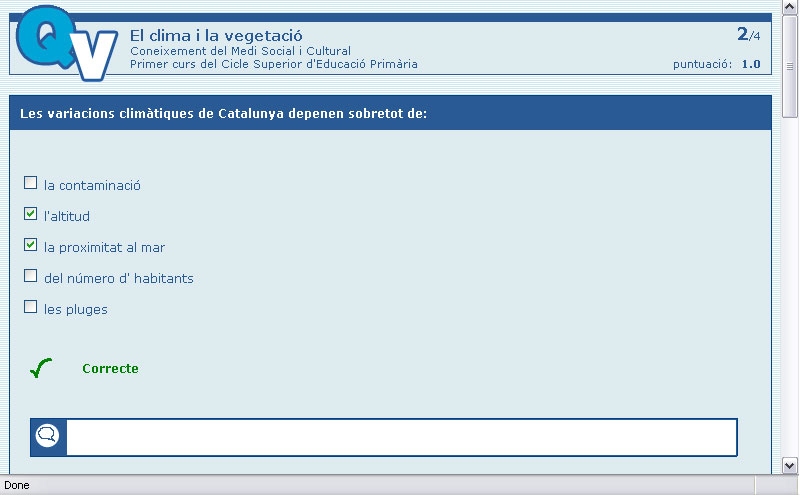 QV
El clima i la vegetació
2/4
Coneixement del Medi Social i Cultural
Primer curs del Cicle Superior d'Educació Primària
puntuació: 1.0
Les variacions climàtiques de Catalunya depenen sobretot de:
la contaminació
l'altitud
la proximitat al mar
del número d' habitants
les pluges
Correcte
Done